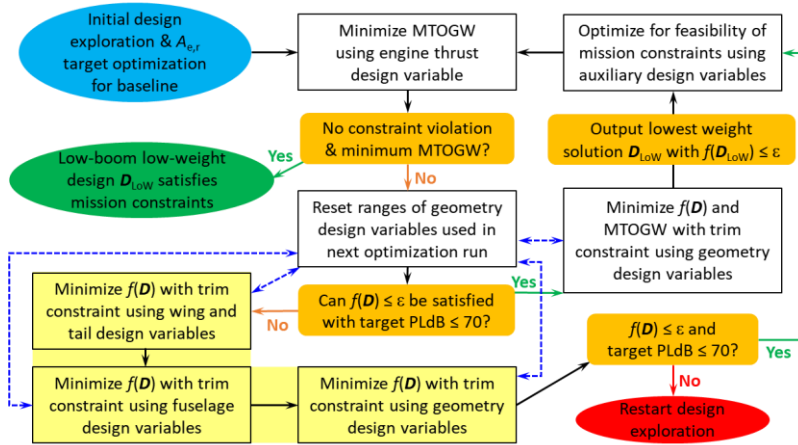 Initial design
exploration & A_e,r
target optimization
for baseline
Minimize MTOGW
using engine thrust
design variable
Optimize for feasibility of
mission constraints using
auxiliary design variables
No constraint violation
& minimum MTOGW?
Output lowest weight
solution D_LoW with f(D_LoW) ≤ ε
Yes
Low-boom low-weight
design D_LoW satisfies
mission constraints
No
Reset ranges of geometry
design variables used in
next optimization run
Minimize f(D) and
MTOGW with trim
constraint using geometry
design variables
Minimize f(D) with trim
constraint using wing and
tail design variables
No
Can f(D) ≤ ε be satisfied
with target PLdB ≤ 70?
Yes
f(D) ≤ ε and
target PLdB ≤ 70?
Yes
Minimize f(D) with trim
constraint using fuselage
design variables
Minimize f(D) with trim
constraint using geometry
design variables
No
Restart design
exploration